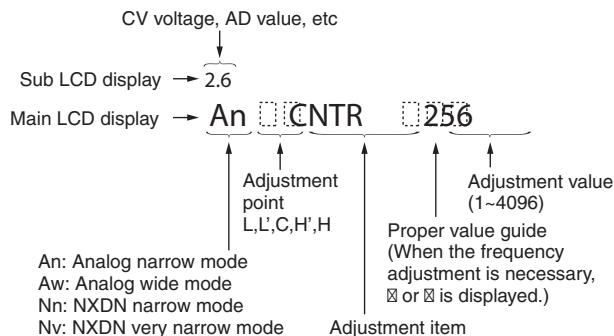 CV voltage, AD value, etc
Sub LCD display
2.6
Main LCD display
An CNTR 256
Adjustment
point
L,L',C,H',H
Adjustment value
(1~4096)
Proper value guide
(When the frequency
adjustment is necessary,
☒ or ☒ is displayed.)
An: Analog narrow mode
Aw: Analog wide mode
Nn: NXDN narrow mode
Nv: NXDN very narrow mode
Adjustment item